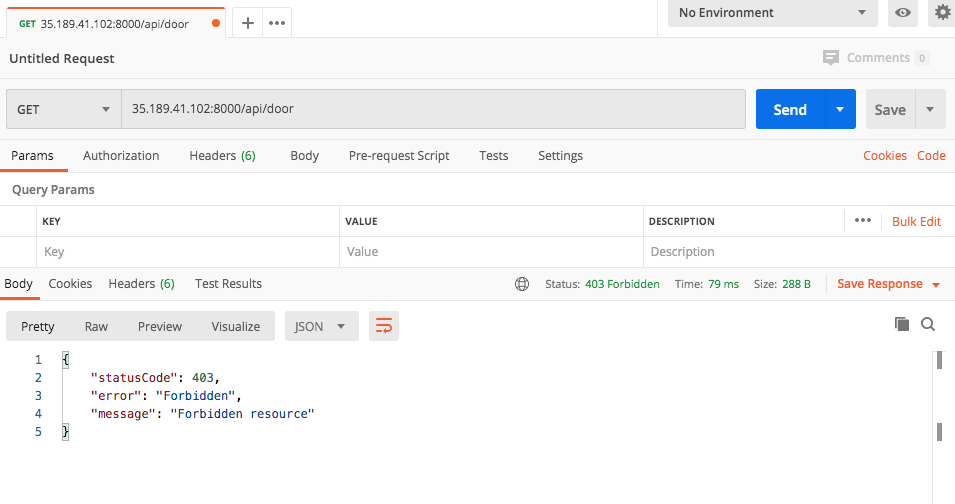 GET 35.189.41.102:8000/api/door
No Environment
Untitled Request
Comments 0
GET 35.189.41.102:8000/api/door Send Save
Params Authorization Headers (6) Body Pre-request Script Tests Settings Cookies Code
Query Params
KEY VALUE DESCRIPTION ••• Bulk Edit
Key Value Description
Body Cookies Headers (6) Test Results Status: 403 Forbidden Time: 79 ms Size: 288 B Save Response
Pretty Raw Preview Visualize JSON
1 {
2 "statusCode": 403,
3 "error": "Forbidden",
4 "message": "Forbidden resource"
5 }